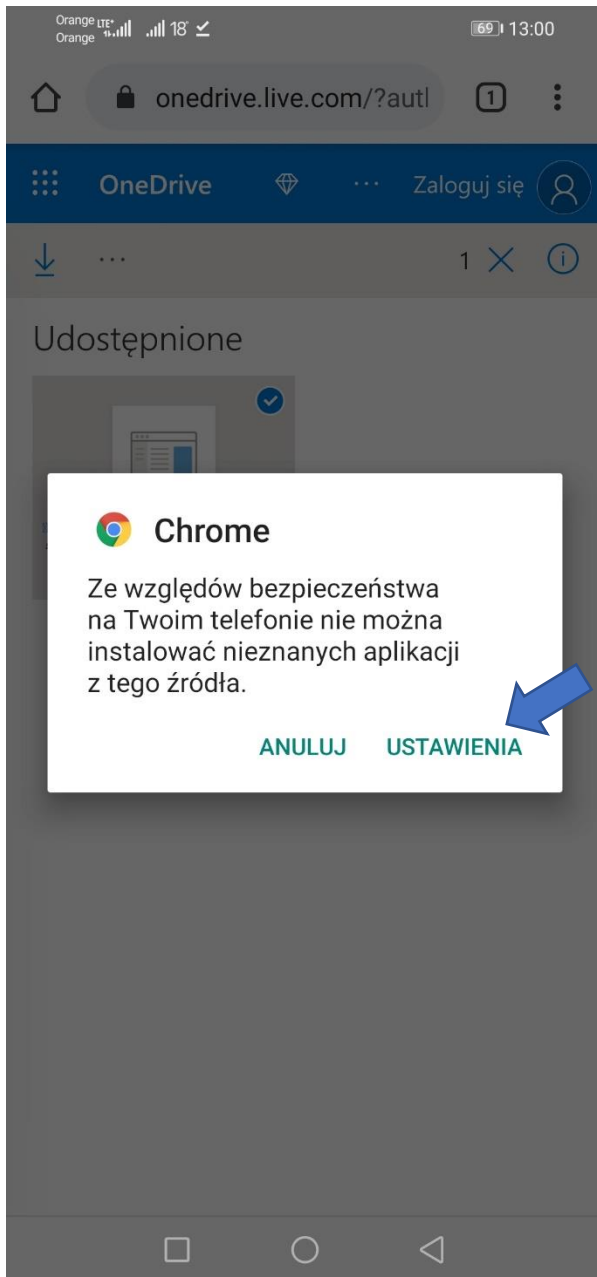 Orange LTE+
Orange
18° 69 13:00
onedrive.live.com/?autl 1
OneDrive ... Zaloguj się
... 1
Udostępnione
Chrome
Ze względów bezpieczeństwa
na Twoim telefonie nie można
instalować nieznanych aplikacji
z tego źródła.
ANULUJ USTAWIENIA